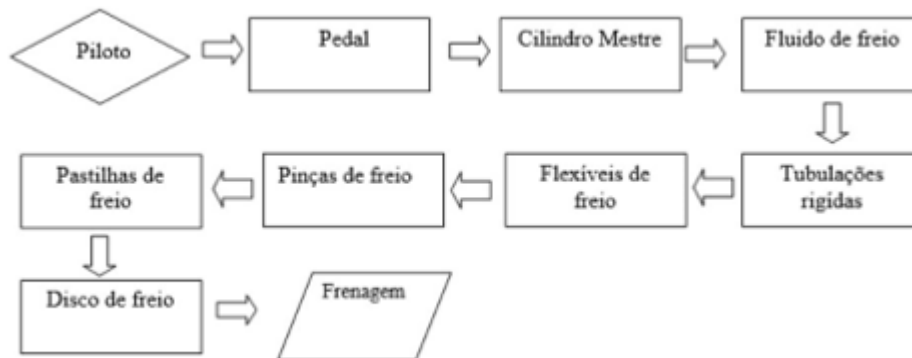 Piloto
Pedal
Cilindro Mestre
Fluido de freio
Pastilhas de
freio
Pinças de freio
Flexíveis de
freio
Tubulações
rigídas
Disco de freio
Frenagem